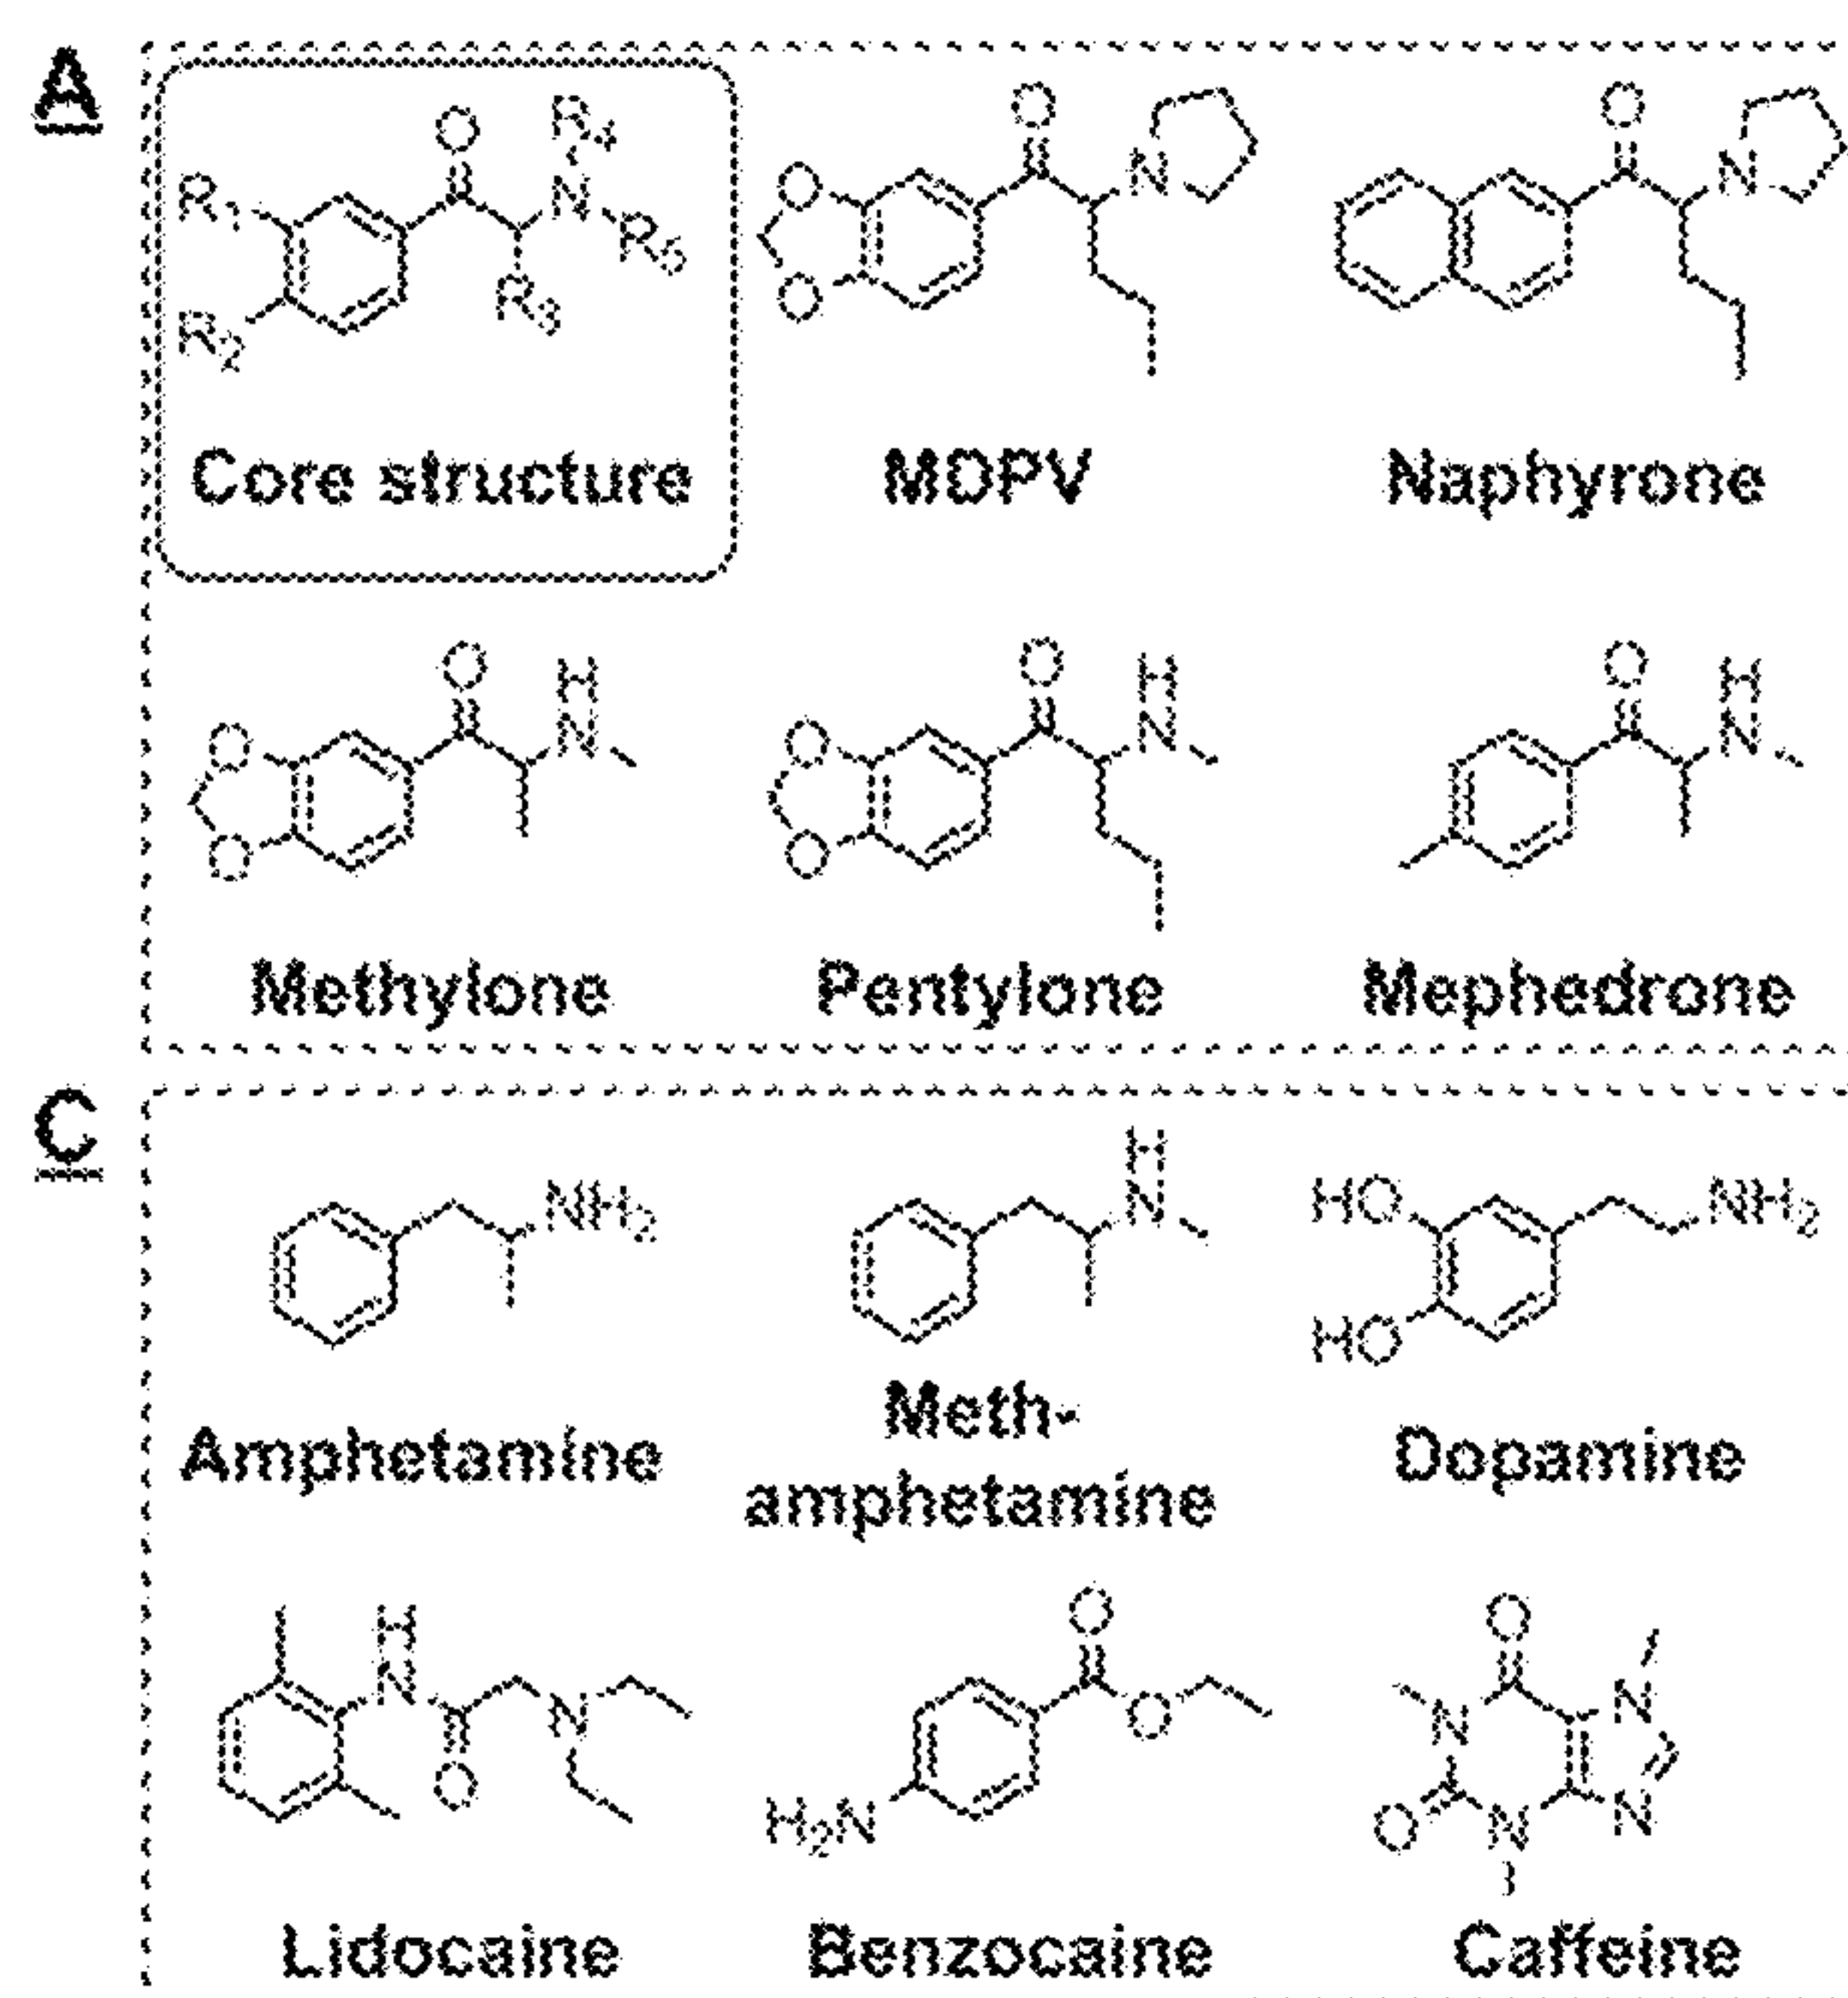 A
O R4
R1 N R5
R2 R3
Core structure
O N
O
O
MDPV
O N
Naphyrone
O H
O N
O
Methylone
O H
O N
O
Pentylone
O H
N
Mephedrone
C
NH2
Amphetamine
H
N
Meth-
amphetamine
HO NH2
HO
Dopamine
H
N N
O
Lidocaine
O
O
H2N
Benzocaine
O
N N
O N N
Caffeine